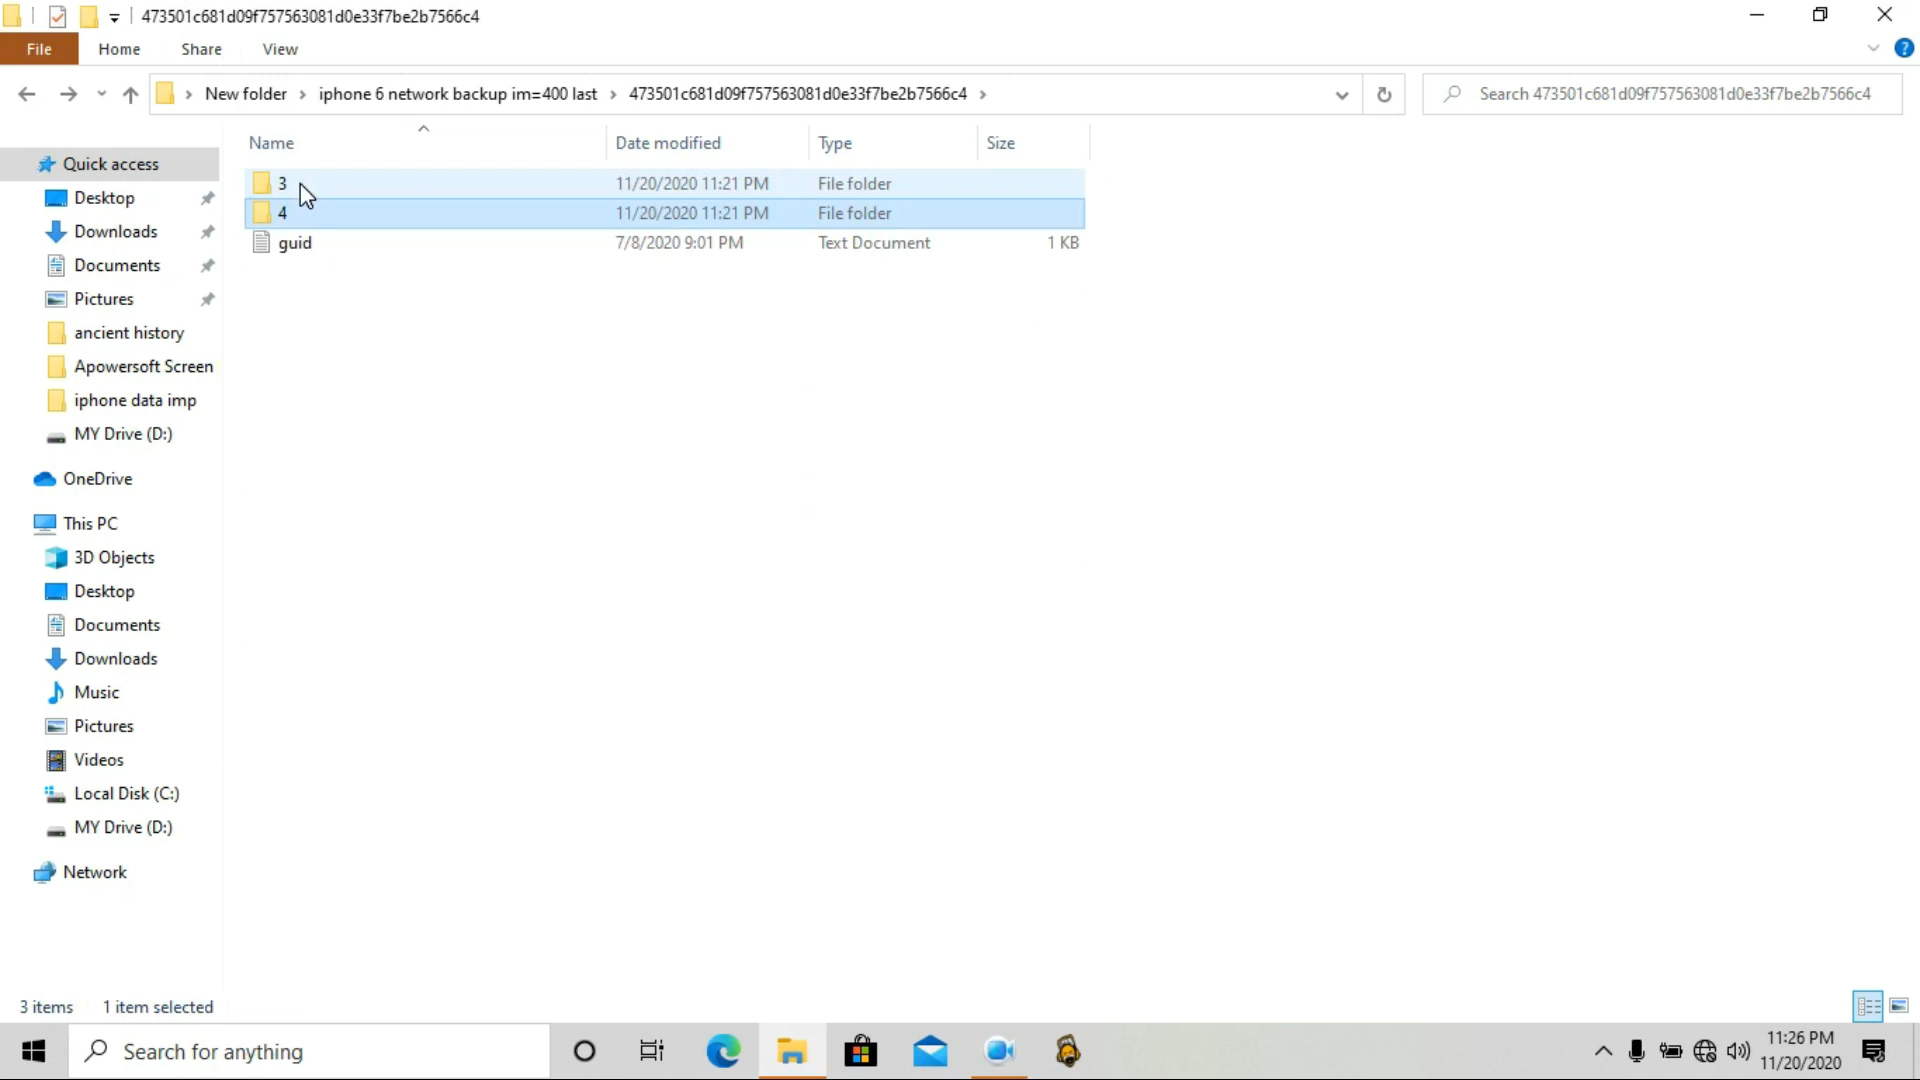 473501c681d09f757563081d0e33f7be2b7566c4
File Home Share View
New folder iphone 6 network backup im=400 last 473501c681d09f757563081d0e33f7be2b7566c4 Search 473501c681d09f757563081d0e33f7be2b7566c4
Name Date modified Type Size
3 11/20/2020 11:21 PM File folder
4 11/20/2020 11:21 PM File folder
guid 7/8/2020 9:01 PM Text Document 1 KB
Quick access
Desktop
Downloads
Documents
Pictures
ancient history
Apowersoft Screen
iphone data imp
MY Drive (D:)
OneDrive
This PC
3D Objects
Desktop
Documents
Downloads
Music
Pictures
Videos
Local Disk (C:)
MY Drive (D:)
Network
3 items 1 item selected
Search for anything
11:26 PM
11/20/2020